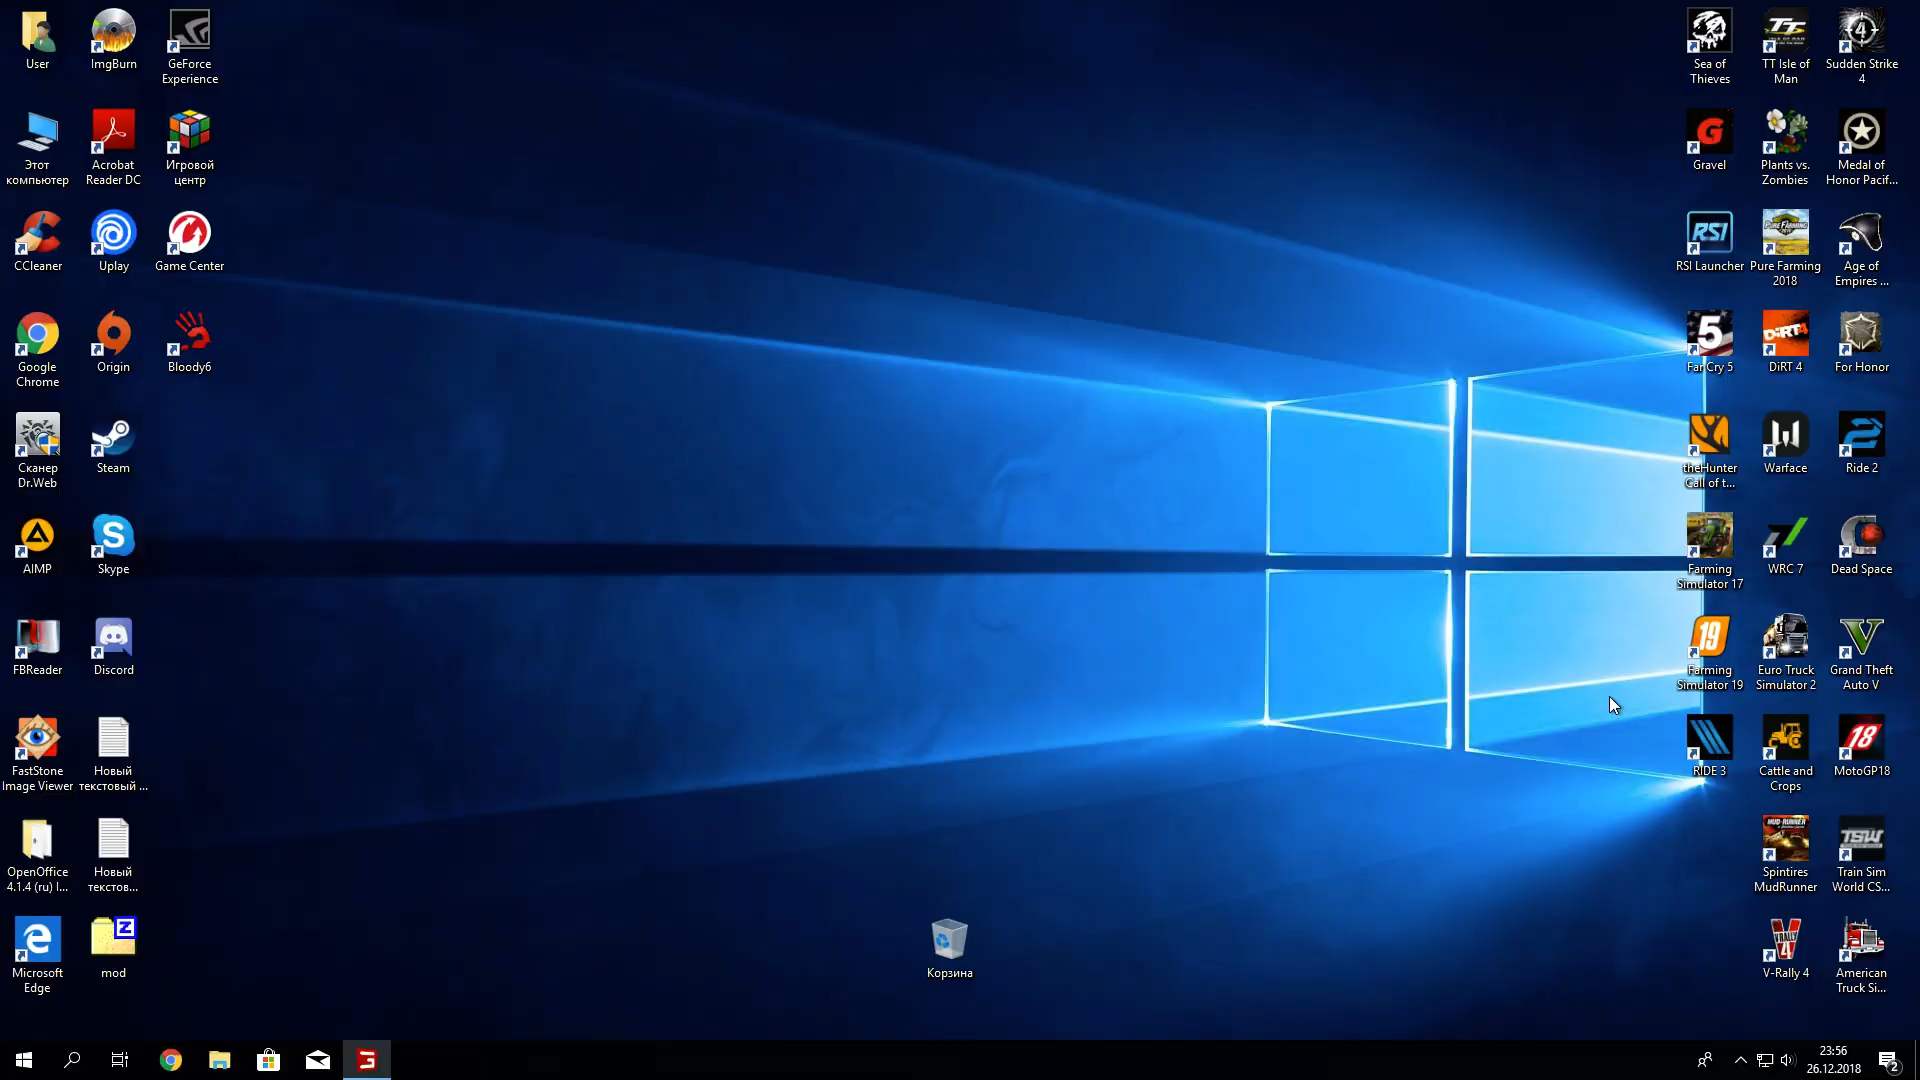 User
ImgBurn
GeForce
Experience
Этот
компьютер
Acrobat
Reader DC
Игровой
центр
CCleaner
Uplay
Game Center
Google
Chrome
Origin
Bloody6
Сканер
Dr.Web
Steam
AIMP
Skype
FBReader
Discord
FastStone
Image Viewer
Новый
текстовый ...
OpenOffice
4.1.4 (ru) I...
Новый
текстов...
Microsoft
Edge
mod
Корзина
Sea of
Thieves
TT Isle of
Man
Sudden Strike
4
Gravel
Plants vs.
Zombies
Medal of
Honor Pacif...
RSI Launcher
Pure Farming
2018
Age of
Empires ...
Far Cry 5
DiRT 4
For Honor
theHunter
Call of t...
Warface
Ride 2
Farming
Simulator 17
WRC 7
Dead Space
Farming
Simulator 19
Euro Truck
Simulator 2
Grand Theft
Auto V
RIDE 3
Cattle and
Crops
MotoGP18
Spintires
MudRunner
Train Sim
World CS...
V-Rally 4
American
Truck Si...
23:56
26.12.2018
2